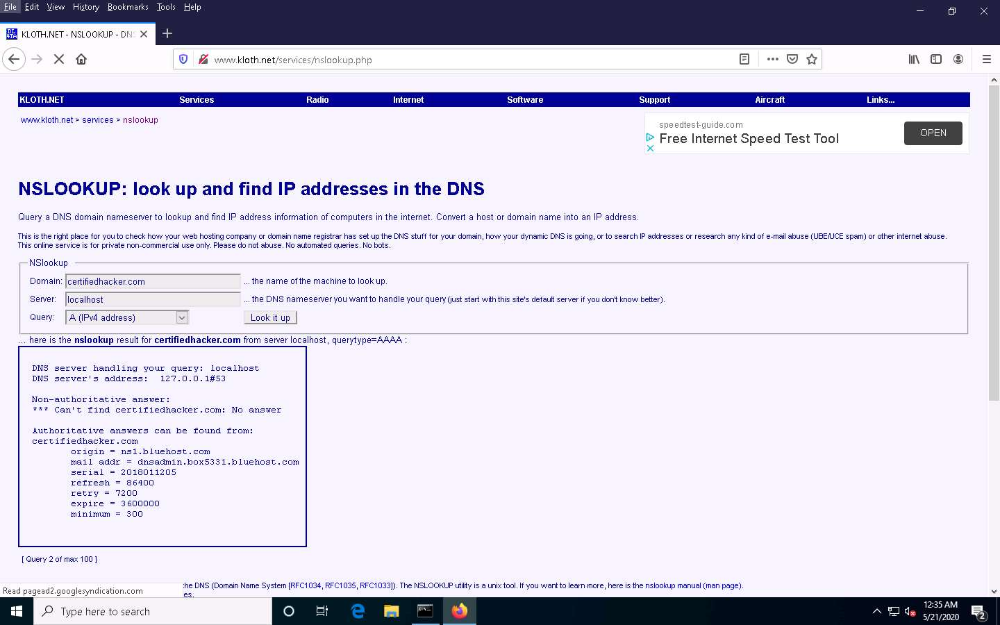 File Edit View History Bookmarks Tools Help
KLOTH.NET - NSLOOKUP - DNS
www.kloth.net/services/nslookup.php
KLOTH.NET Services Radio Internet Software Support Aircraft Links...
www.kloth.net > services > nslookup
speedtest-guide.com
Free Internet Speed Test Tool
OPEN
NSLOOKUP: look up and find IP addresses in the DNS
Query a DNS domain nameserver to lookup and find IP address information of computers in the internet. Convert a host or domain name into an IP address.
This is the right place for you to check how your web hosting company or domain name registrar has set up the DNS stuff for your domain, how your dynamic DNS is going, or to search IP addresses or research any kind of e-mail abuse (UBE/UCE spam) or other internet abuse.
This online service is for private non-commercial use only. Please do not abuse. No automated queries. No bots.
NSlookup
Domain: certifiedhacker.com ... the name of the machine to look up.
Server: localhost ... the DNS nameserver you want to handle your query (just start with this site's default server if you don't know better).
Query: A (IPv4 address) Look it up
... here is the nslookup result for certifiedhacker.com from server localhost, querytype=AAAA :
DNS server handling your query: localhost
DNS server's address: 127.0.0.1#53
Non-authoritative answer:
*** Can't find certifiedhacker.com: No answer
Authoritative answers can be found from:
certifiedhacker.com
origin = ns1.bluehost.com
mail addr = dnsadmin.box5331.bluehost.com
serial = 2018011205
refresh = 86400
retry = 7200
expire = 3600000
minimum = 300
[ Query 2 of max 100 ]
the DNS (Domain Name System [RFC1034, RFC1035, RFC1033]). The NSLOOKUP utility is a unix tool. If you want to learn more, here is the nslookup manual (man page).
Read pagead2.googlesyndication.com
es.
Type here to search
12:35 AM
5/21/2020
2